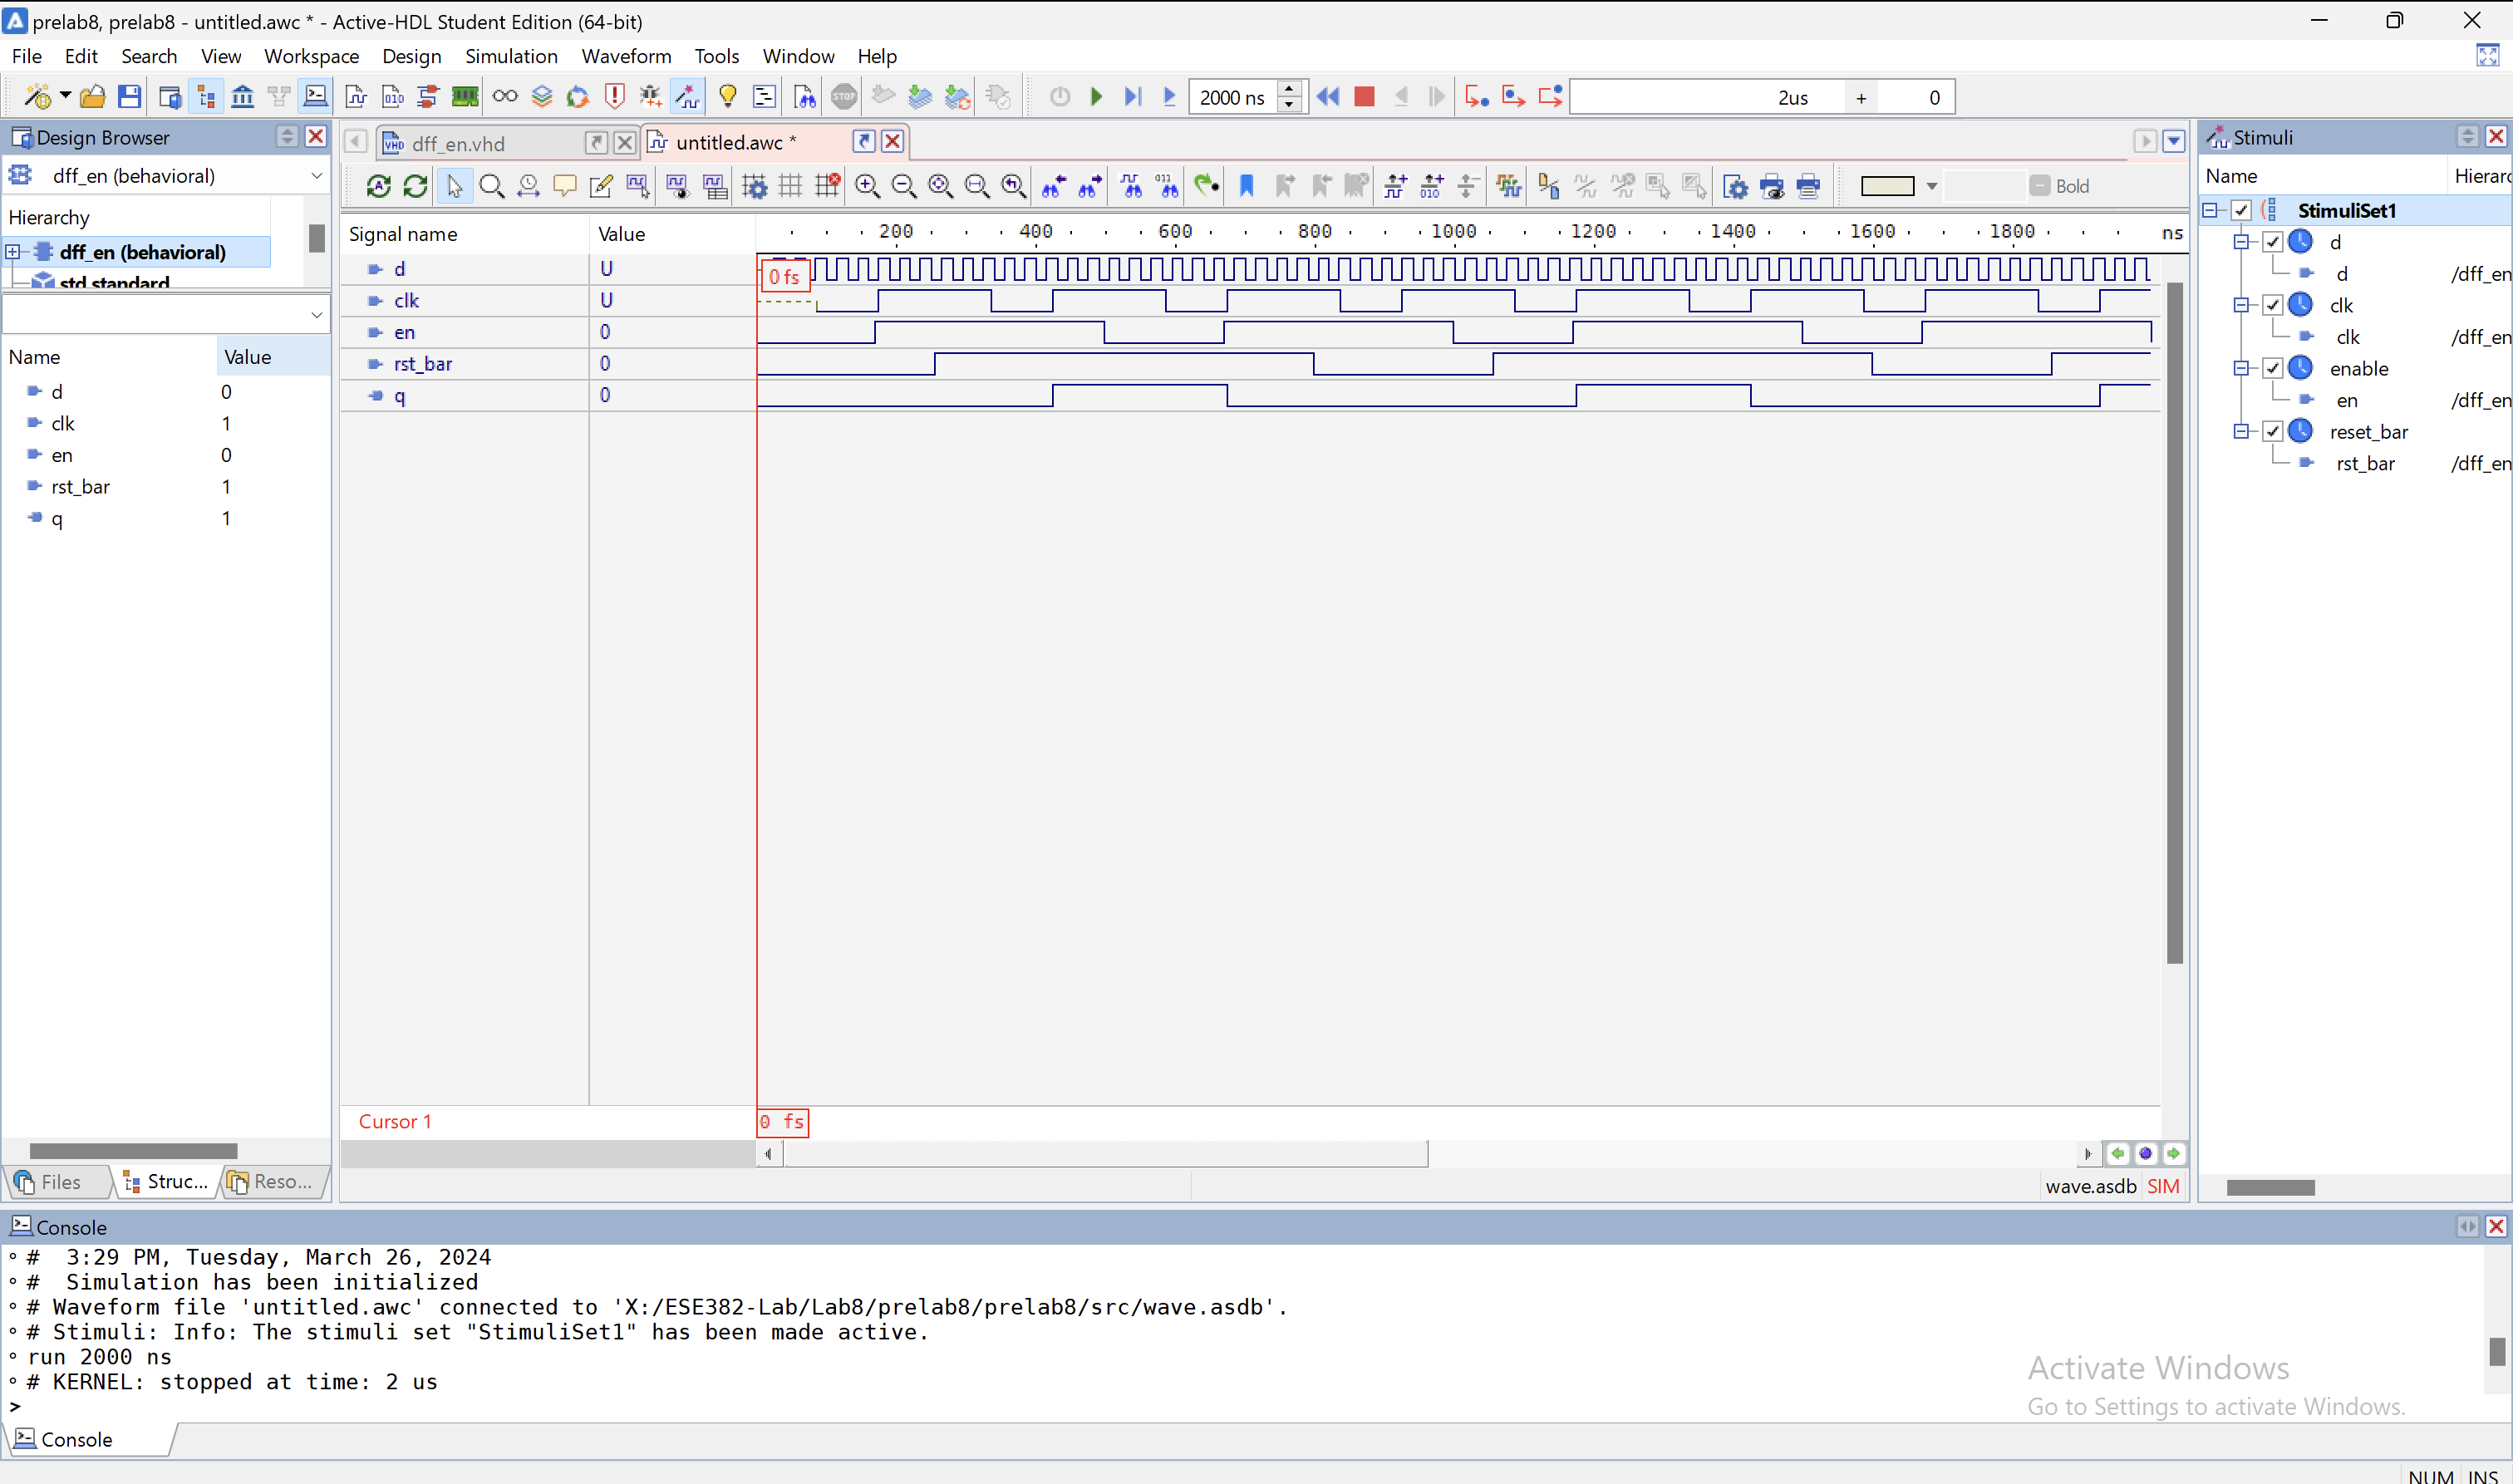 prelab8, prelab8 - untitled.awc * - Active-HDL Student Edition (64-bit)
File Edit Search View Workspace Design Simulation Waveform Tools Window Help
2000 ns 2us + 0
Design Browser
dff_en (behavioral)
Hierarchy
dff_en (behavioral)
std.standard
Name Value
d 0
clk 1
en 0
rst_bar 1
q 1
Files Struc... Reso...
dff_en.vhd untitled.awc *
Bold
Signal name Value 200 400 600 800 1000 1200 1400 1600 1800 ns
d U 0 fs
clk U
en 0
rst_bar 0
q 0
Cursor 1 0 fs
wave.asdb SIM
Stimuli
Name Hierarc
StimuliSet1
d
d /dff_en
clk
clk /dff_en
enable
en /dff_en
reset_bar
rst_bar /dff_en
Console
# 3:29 PM, Tuesday, March 26, 2024
# Simulation has been initialized
# Waveform file 'untitled.awc' connected to 'X:/ESE382-Lab/Lab8/prelab8/prelab8/src/wave.asdb'.
# Stimuli: Info: The stimuli set "StimuliSet1" has been made active.
run 2000 ns
# KERNEL: stopped at time: 2 us
>
Activate Windows
Go to Settings to activate Windows.
Console
NUM INS